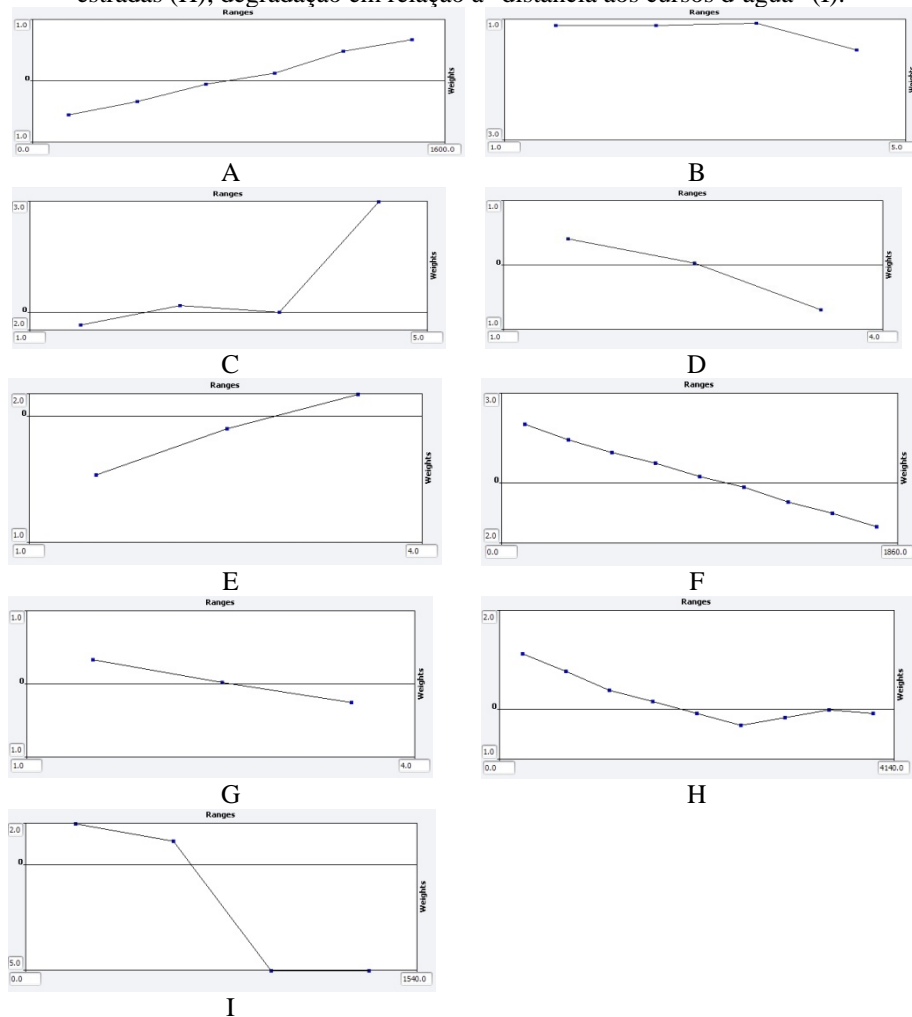 estradas (H); degradação em relação à “distância aos cursos d’água” (I).
Ranges
1.0
0
1.0
0.0
1600.0
Weights
A
Ranges
1.0
3.0
1.0
5.0
Weights
B
Ranges
3.0
0
2.0
1.0
5.0
Weights
C
Ranges
1.0
0
1.0
1.0
4.0
Weights
D
Ranges
2.0
0
1.0
1.0
4.0
Weights
E
Ranges
3.0
0
2.0
0.0
1860.0
Weights
F
Ranges
1.0
0
1.0
1.0
4.0
Weights
G
Ranges
2.0
0
1.0
0.0
4140.0
Weights
H
Ranges
2.0
0
5.0
0.0
1540.0
Weights
I